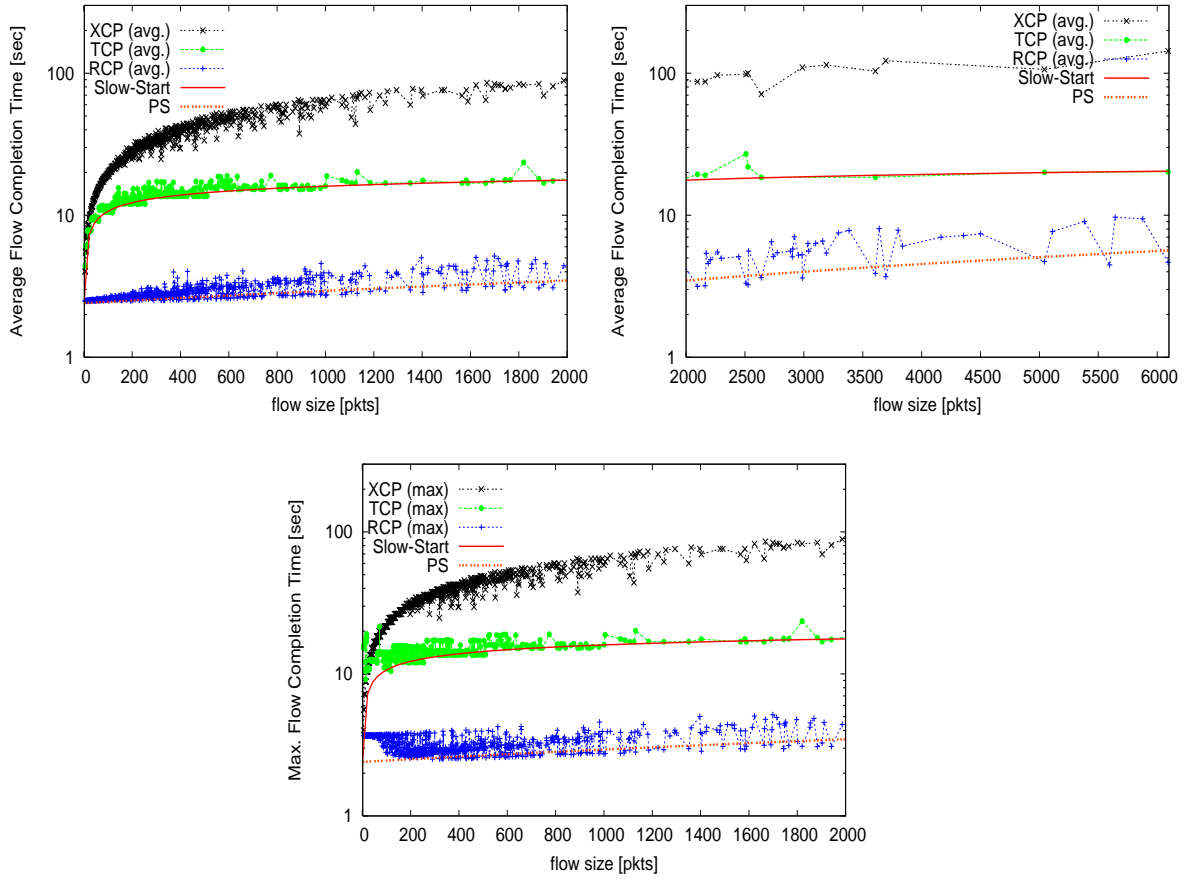 Average Flow Completion Time [sec]
XCP (avg.)
TCP (avg.)
RCP (avg.)
Slow-Start
PS
100
10
1
0 200 400 600 800 1000 1200 1400 1600 1800 2000
flow size [pkts]
Average Flow Completion Time [sec]
XCP (avg.)
TCP (avg.)
RCP (avg.)
Slow-Start
PS
100
10
1
2000 2500 3000 3500 4000 4500 5000 5500 6000
flow size [pkts]
Max. Flow Completion Time [sec]
XCP (max)
TCP (max)
RCP (max)
Slow-Start
PS
100
10
1
0 200 400 600 800 1000 1200 1400 1600 1800 2000
flow size [pkts]